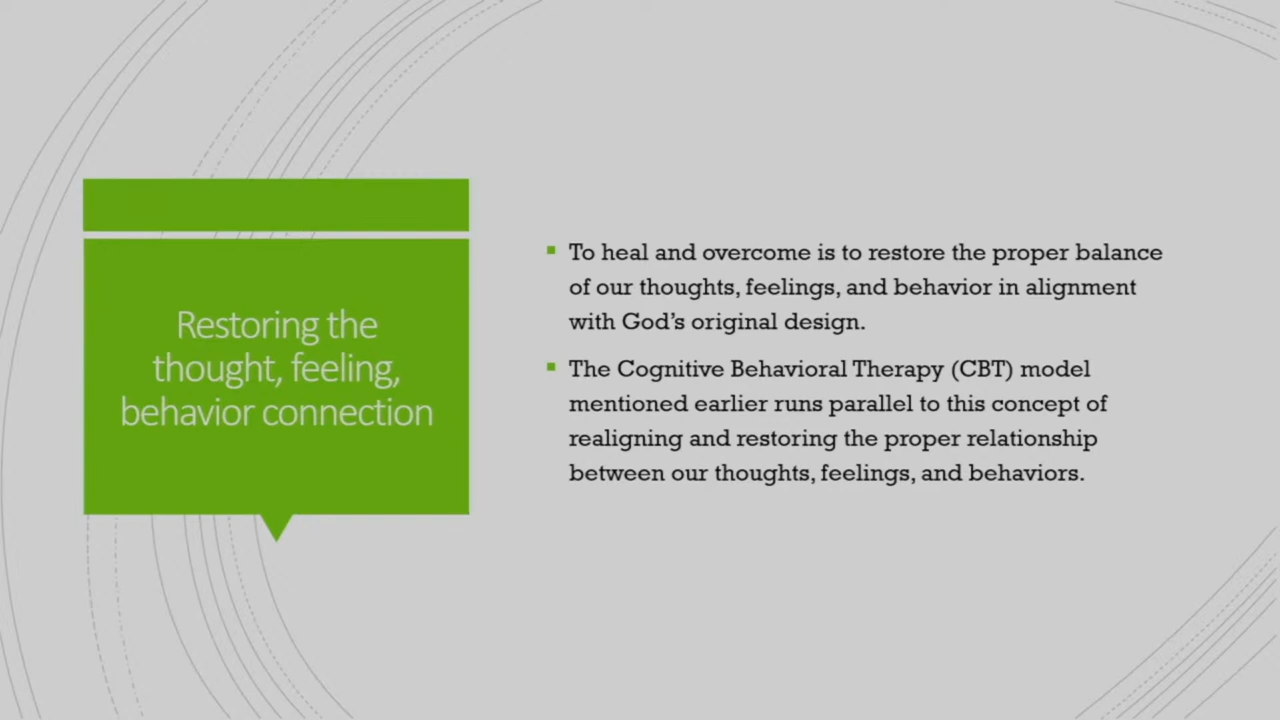 Restoring the
thought, feeling,
behavior connection
To heal and overcome is to restore the proper balance
of our thoughts, feelings, and behavior in alignment
with God’s original design.
The Cognitive Behavioral Therapy (CBT) model
mentioned earlier runs parallel to this concept of
realigning and restoring the proper relationship
between our thoughts, feelings, and behaviors.